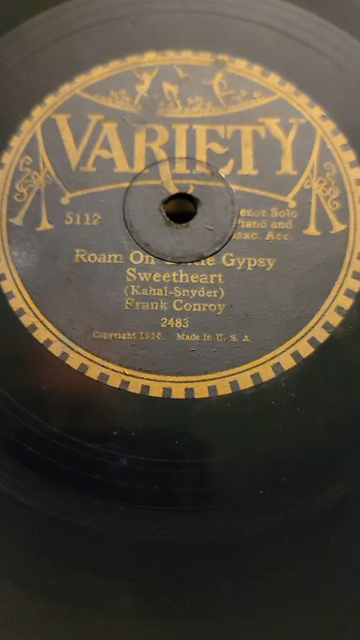 VARIETY
5112
Tenor Solo
Piano and
Saxo. Acc.
Roam On Gypsy
Sweetheart
(Kahal-Snyder)
Frank Conroy
2483
Copyright Made in U. S. A.